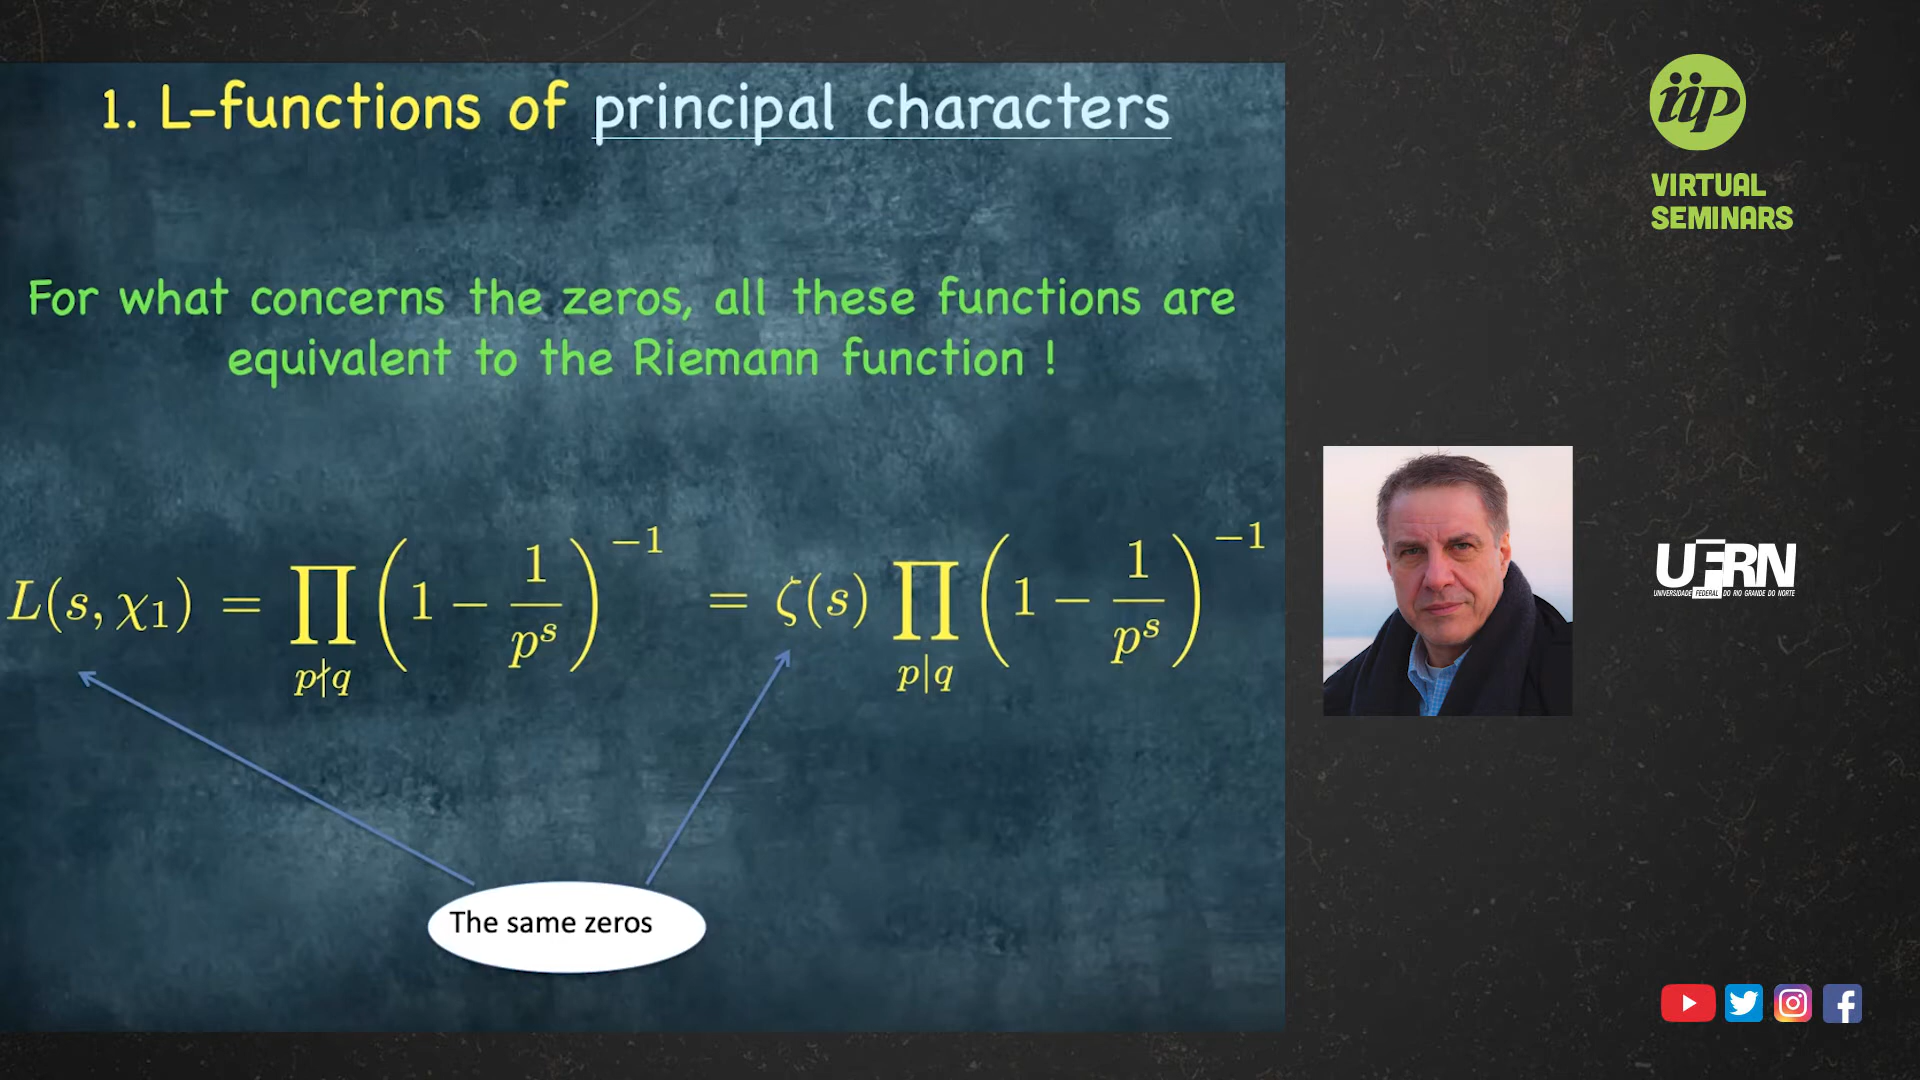 1. L-functions of principal characters
For what concerns the zeros, all these functions are
equivalent to the Riemann function !
L(s, χ₁) = ∏_{p∤q} (1 − 1/p^s)^{−1} = ζ(s) ∏_{p|q} (1 − 1/p^s)^{−1}
The same zeros
iip
VIRTUAL
SEMINARS
UFRN
UNIVERSIDADE FEDERAL DO RIO GRANDE DO NORTE